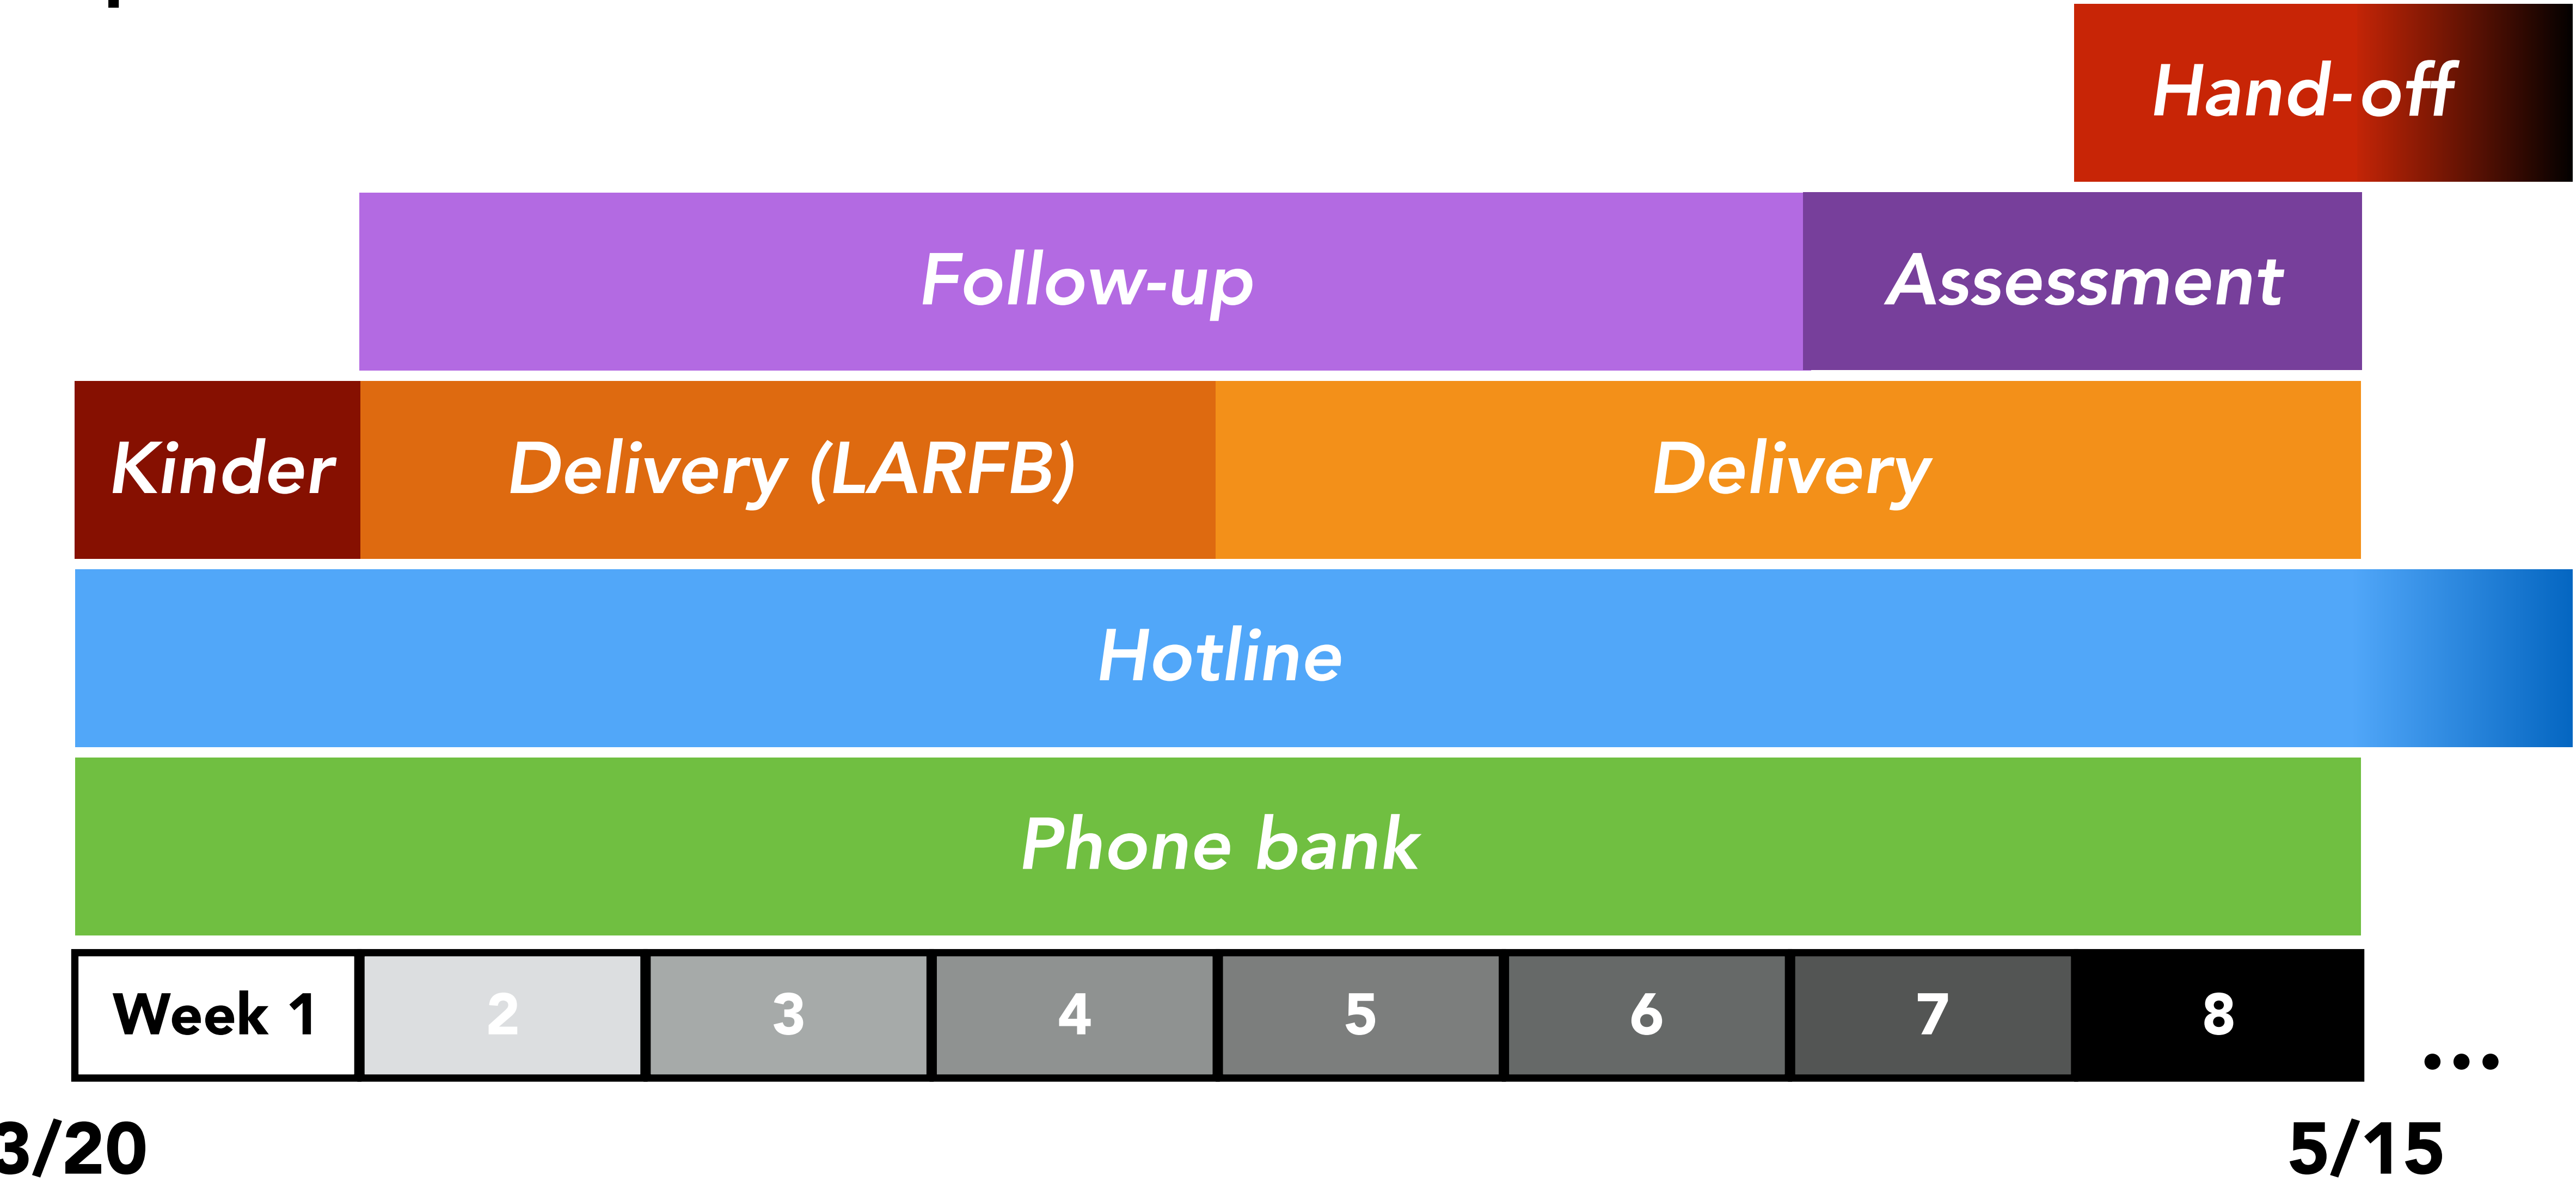 Hand-off
Follow-up Assessment
Kinder Delivery (LARFB) Delivery
Hotline
Phone bank
Week 1 2 3 4 5 6 7 8 ...
3/20 5/15